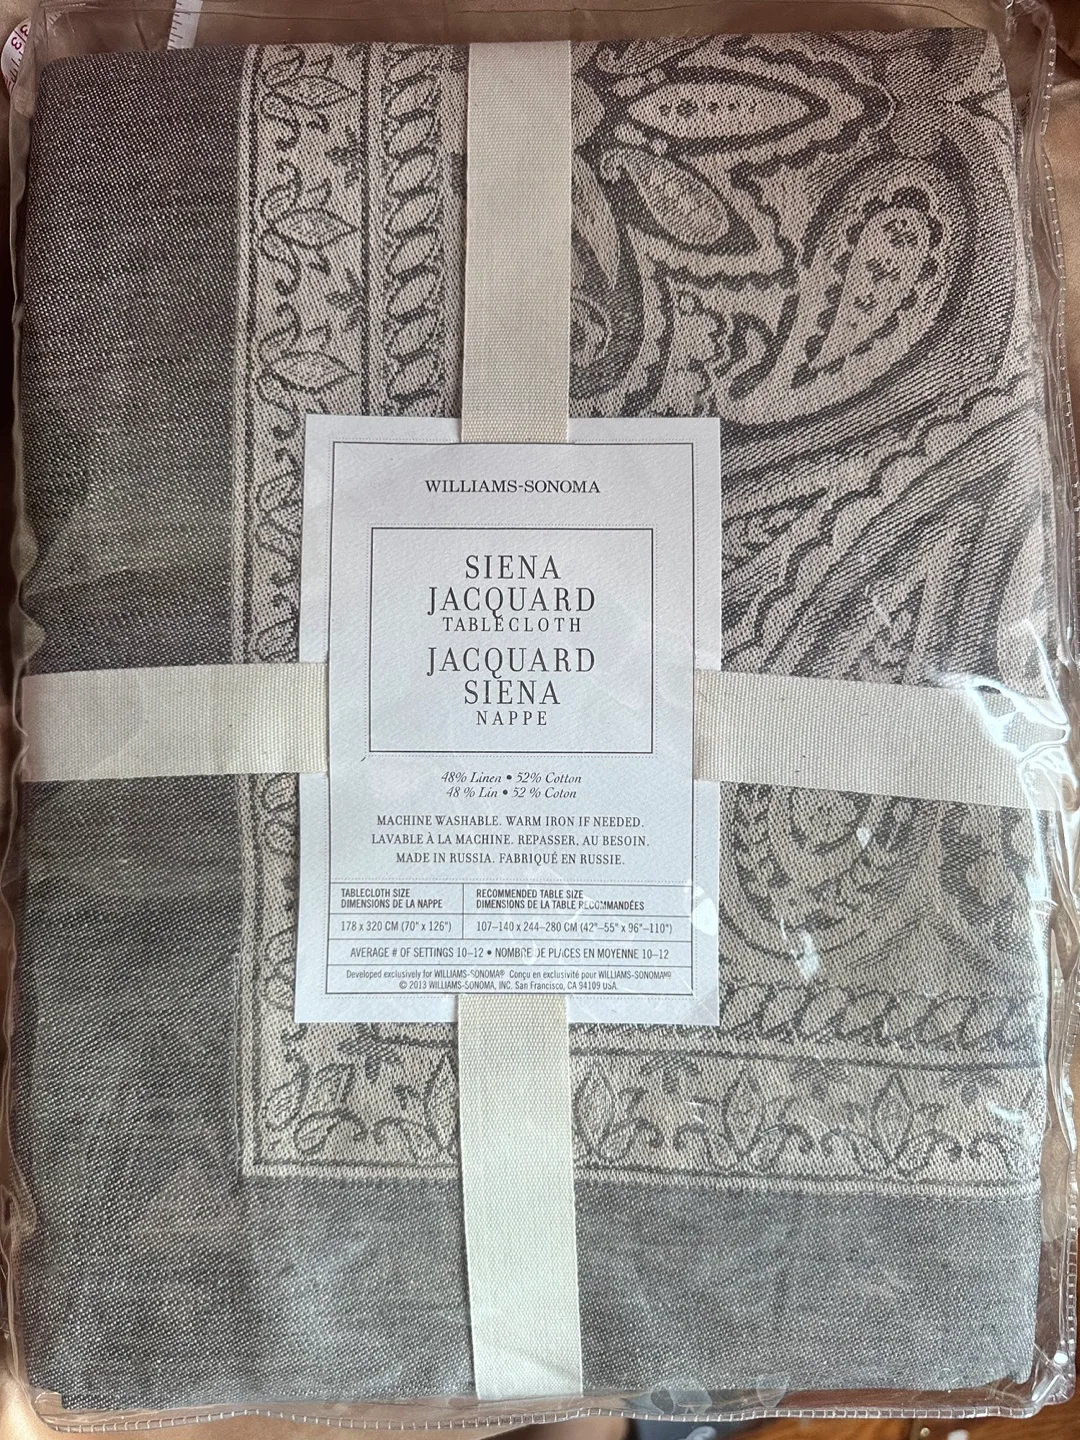 33
WILLIAMS-SONOMA
SIENA
JACQUARD
TABLECLOTH
JACQUARD
SIENA
NAPPE
48% Linen • 52% Cotton
48 % Lin • 52 % Coton
MACHINE WASHABLE. WARM IRON IF NEEDED.
LAVABLE À LA MACHINE. REPASSER, AU BESOIN.
MADE IN RUSSIA. FABRIQUÉ EN RUSSIE.
TABLECLOTH SIZE
DIMENSIONS DE LA NAPPE
RECOMMENDED TABLE SIZE
DIMENSIONS DE LA TABLE RECOMMANDÉES
178 x 320 CM (70" x 126")
107–140 x 244–280 CM (42"–55" x 96"–110")
AVERAGE # OF SETTINGS 10–12 • NOMBRE DE PLACES EN MOYENNE 10–12
Developed exclusively for WILLIAMS-SONOMA® Conçu en exclusivité pour WILLIAMS-SONOMA
© 2013 WILLIAMS-SONOMA, INC. San Francisco, CA 94109 USA.